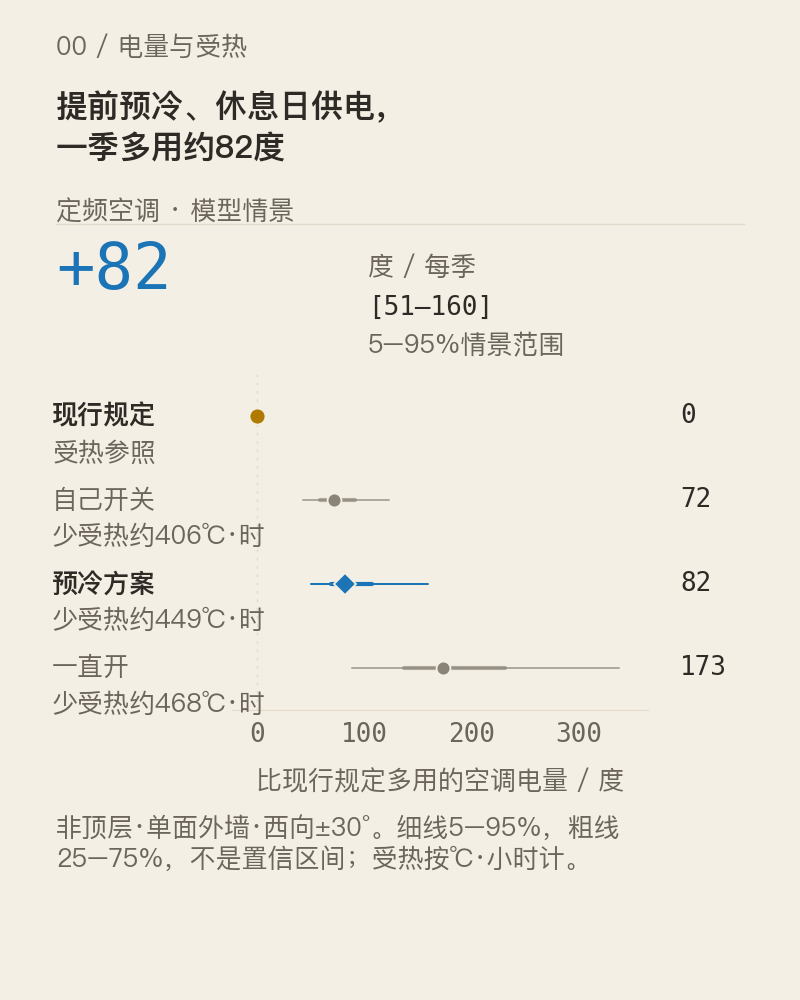 00 / 电量与受热
提前预冷、休息日供电，
一季多用约82度
定频空调 · 模型情景
+82
度 / 每季
[51–160]
5–95%情景范围
现行规定
0
受热参照
自己开关
72
少受热约406℃·时
预冷方案
82
少受热约449℃·时
一直开
173
少受热约468℃·时
0 100 200 300
比现行规定多用的空调电量 / 度
非顶层·单面外墙·西向±30°。细线5–95%，粗线
25–75%，不是置信区间；受热按℃·小时计。